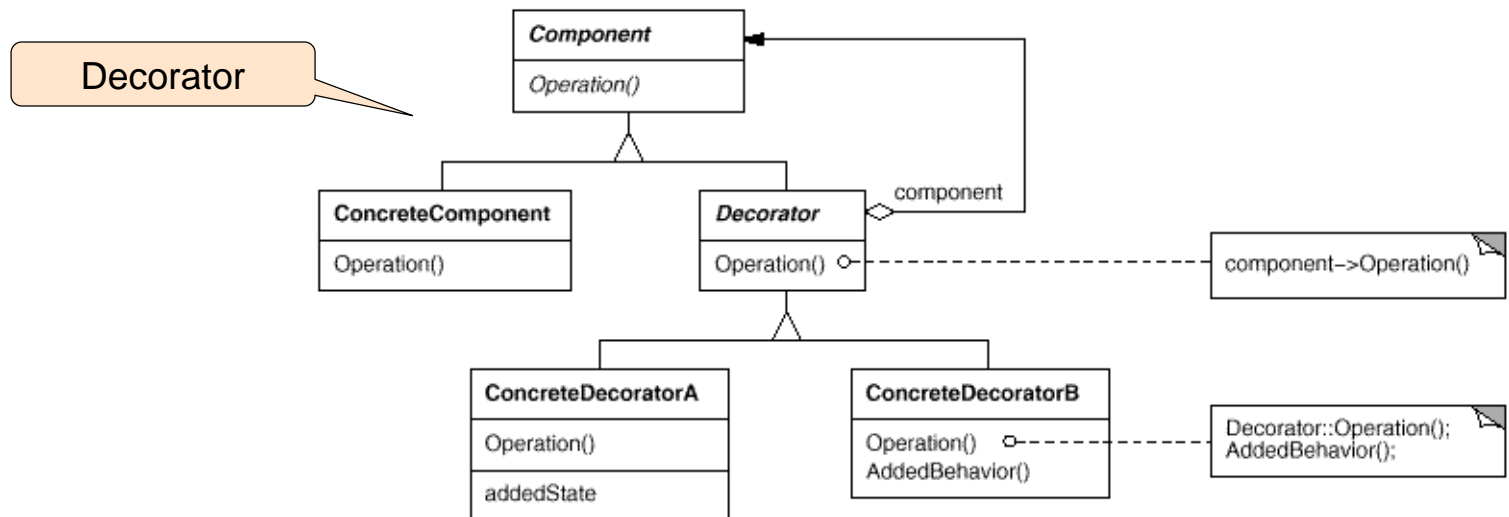 Decorator
Component
Operation()
ConcreteComponent
Operation()
Decorator
Operation()
component
component->Operation()
ConcreteDecoratorA
Operation()
addedState
ConcreteDecoratorB
Operation()
AddedBehavior()
Decorator::Operation();
AddedBehavior();